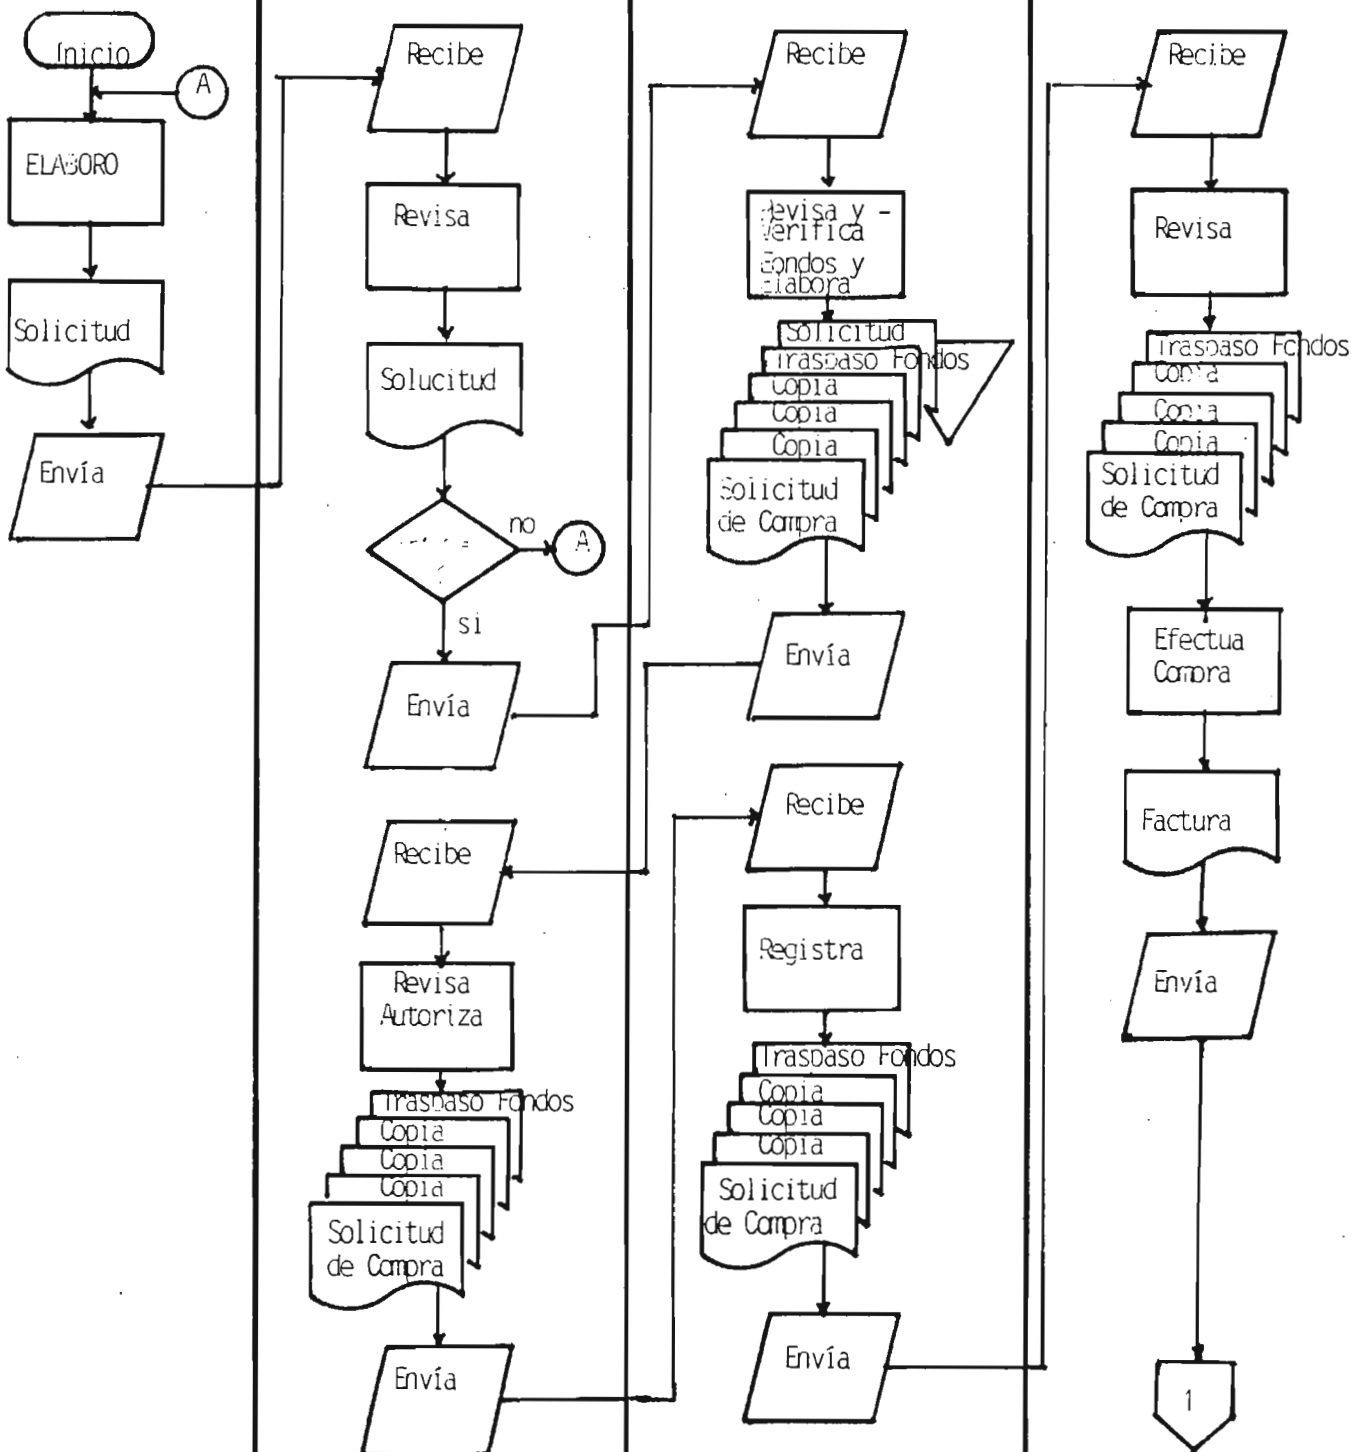 Inicio
A
ELABORO
Solicitud
Envía
Recibe
Revisa
Solucitud
no
A
si
Envía
Recibe
Revisa
Autoriza
Traspaso Fondos
Copia
Copia
Copia
Solicitud
de Compra
Envía
Recibe
Revisa y -
Verifica
Fondos y
Elabora
Solicitud
Traspaso Fondos
Copia
Copia
Copia
Solicitud
de Compra
Envía
Recibe
Registra
Traspaso Fondos
Copia
Copia
Copia
Solicitud
de Compra
Envía
Recibe
Revisa
Traspaso Fondos
Copia
Copia
Copia
Solicitud
de Compra
Efectua
Compra
Factura
Envía
1